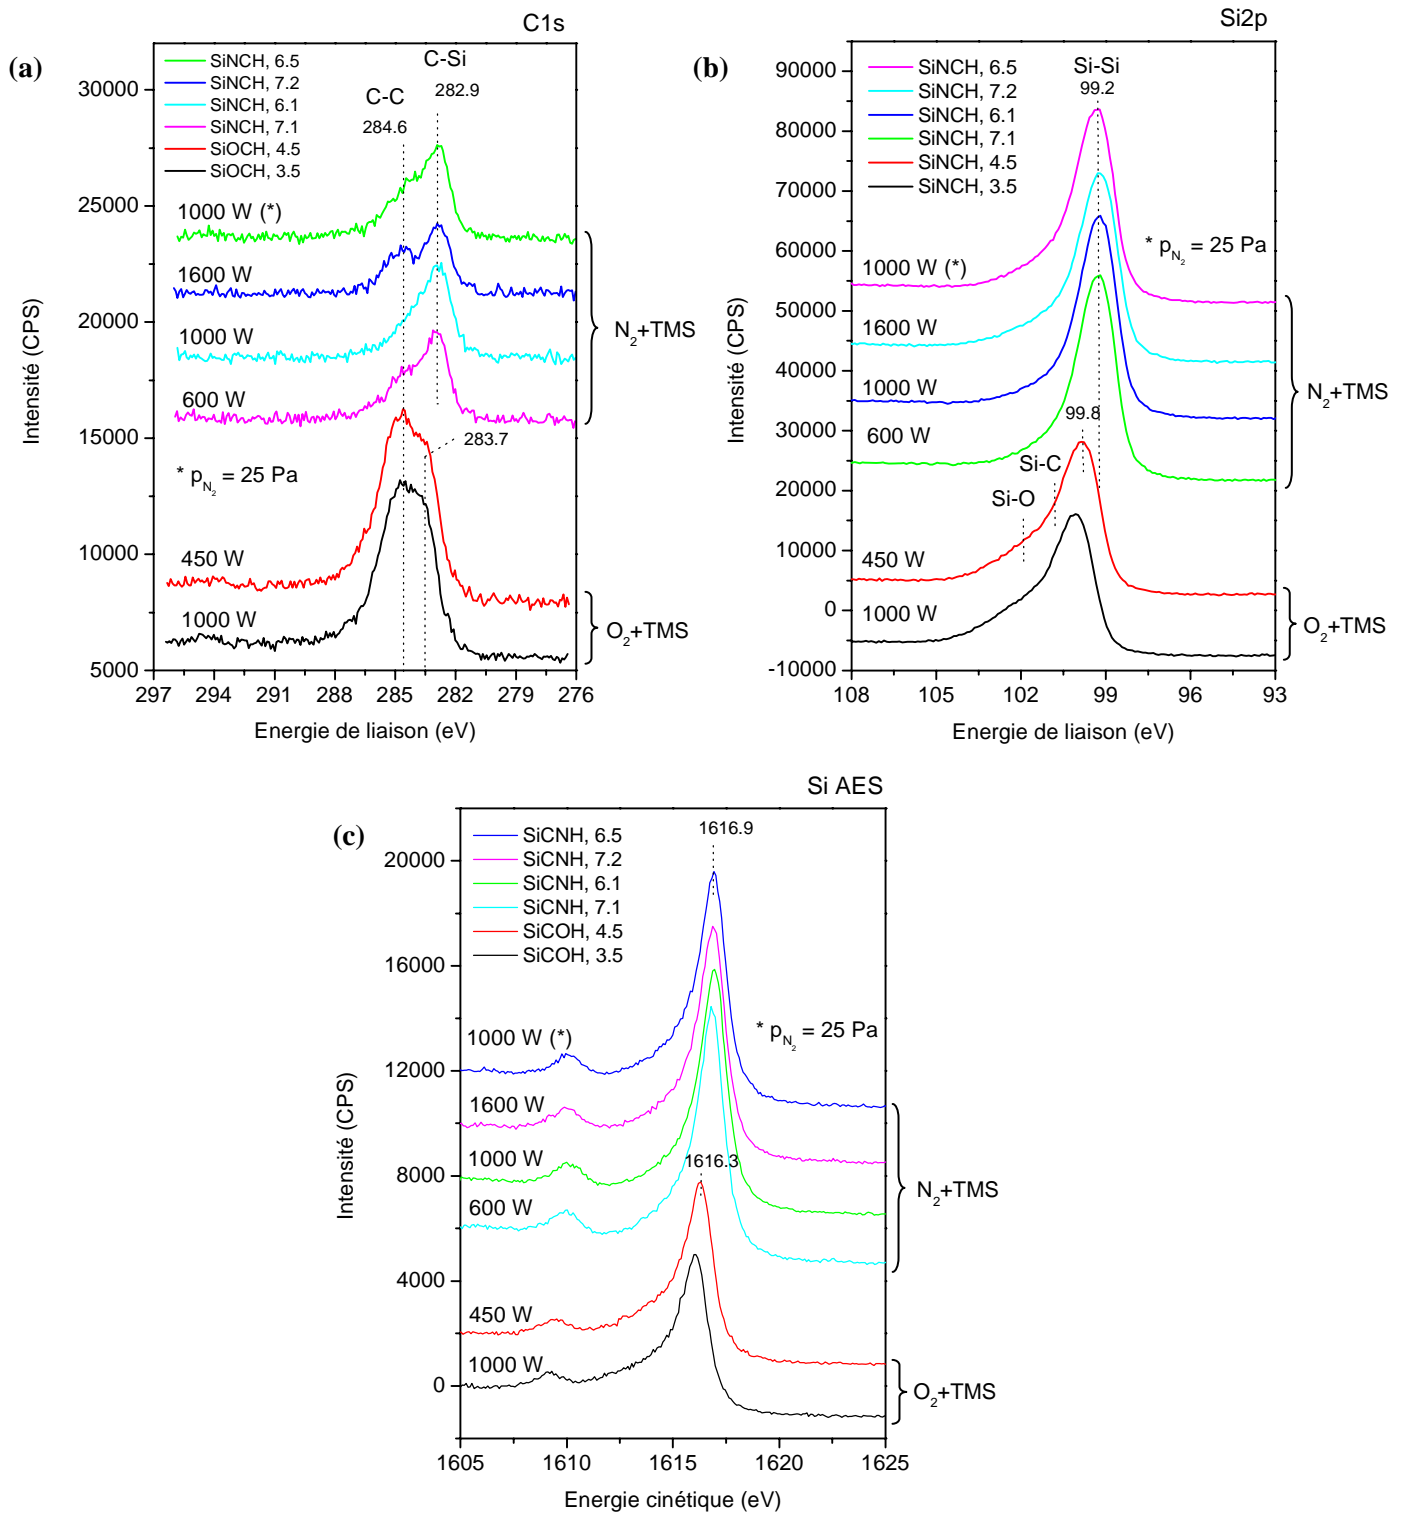 C1s
(a)
SiNCH, 6.5
SiNCH, 7.2
SiNCH, 6.1
SiNCH, 7.1
SiOCH, 4.5
SiOCH, 3.5
C-Si
282.9
C-C
284.6
1000 W (*)
1600 W
1000 W
600 W
283.7
* p_N₂ = 25 Pa
450 W
1000 W
N₂+TMS
O₂+TMS
30000
25000
20000
15000
10000
5000
Intensité (CPS)
297 294 291 288 285 282 279 276
Energie de liaison (eV)
Si2p
(b)
SiNCH, 6.5
SiNCH, 7.2
SiNCH, 6.1
SiNCH, 7.1
SiNCH, 4.5
SiNCH, 3.5
Si-Si
99.2
* p_N₂ = 25 Pa
1000 W (*)
1600 W
1000 W
99.8
600 W
Si-C
Si-O
450 W
1000 W
N₂+TMS
O₂+TMS
90000
80000
70000
60000
50000
40000
30000
20000
10000
0
-10000
Intensité (CPS)
108 105 102 99 96 93
Energie de liaison (eV)
Si AES
(c)
SiCNH, 6.5
SiCNH, 7.2
SiCNH, 6.1
SiCNH, 7.1
SiCOH, 4.5
SiCOH, 3.5
1616.9
* p_N₂ = 25 Pa
1000 W (*)
1600 W
1000 W
1616.3
600 W
450 W
1000 W
N₂+TMS
O₂+TMS
20000
16000
12000
8000
4000
0
Intensité (CPS)
1605 1610 1615 1620 1625
Energie cinétique (eV)